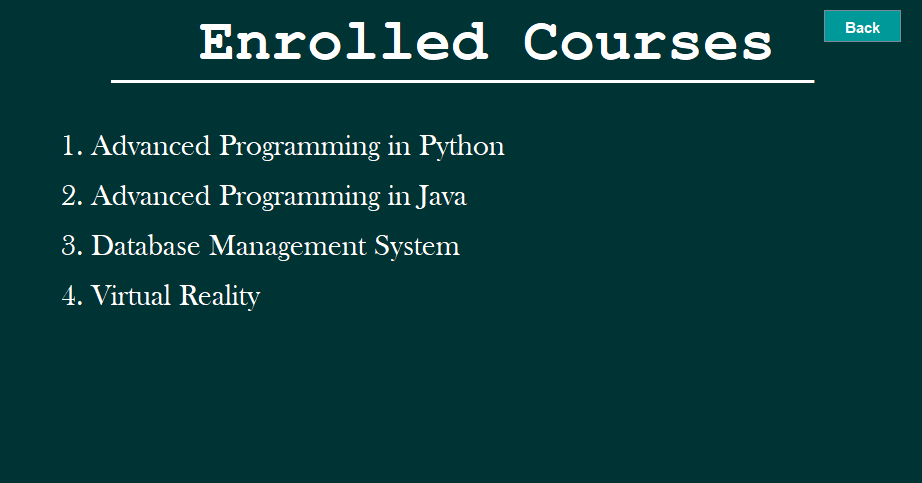 Enrolled Courses
Back
1. Advanced Programming in Python
2. Advanced Programming in Java
3. Database Management System
4. Virtual Reality